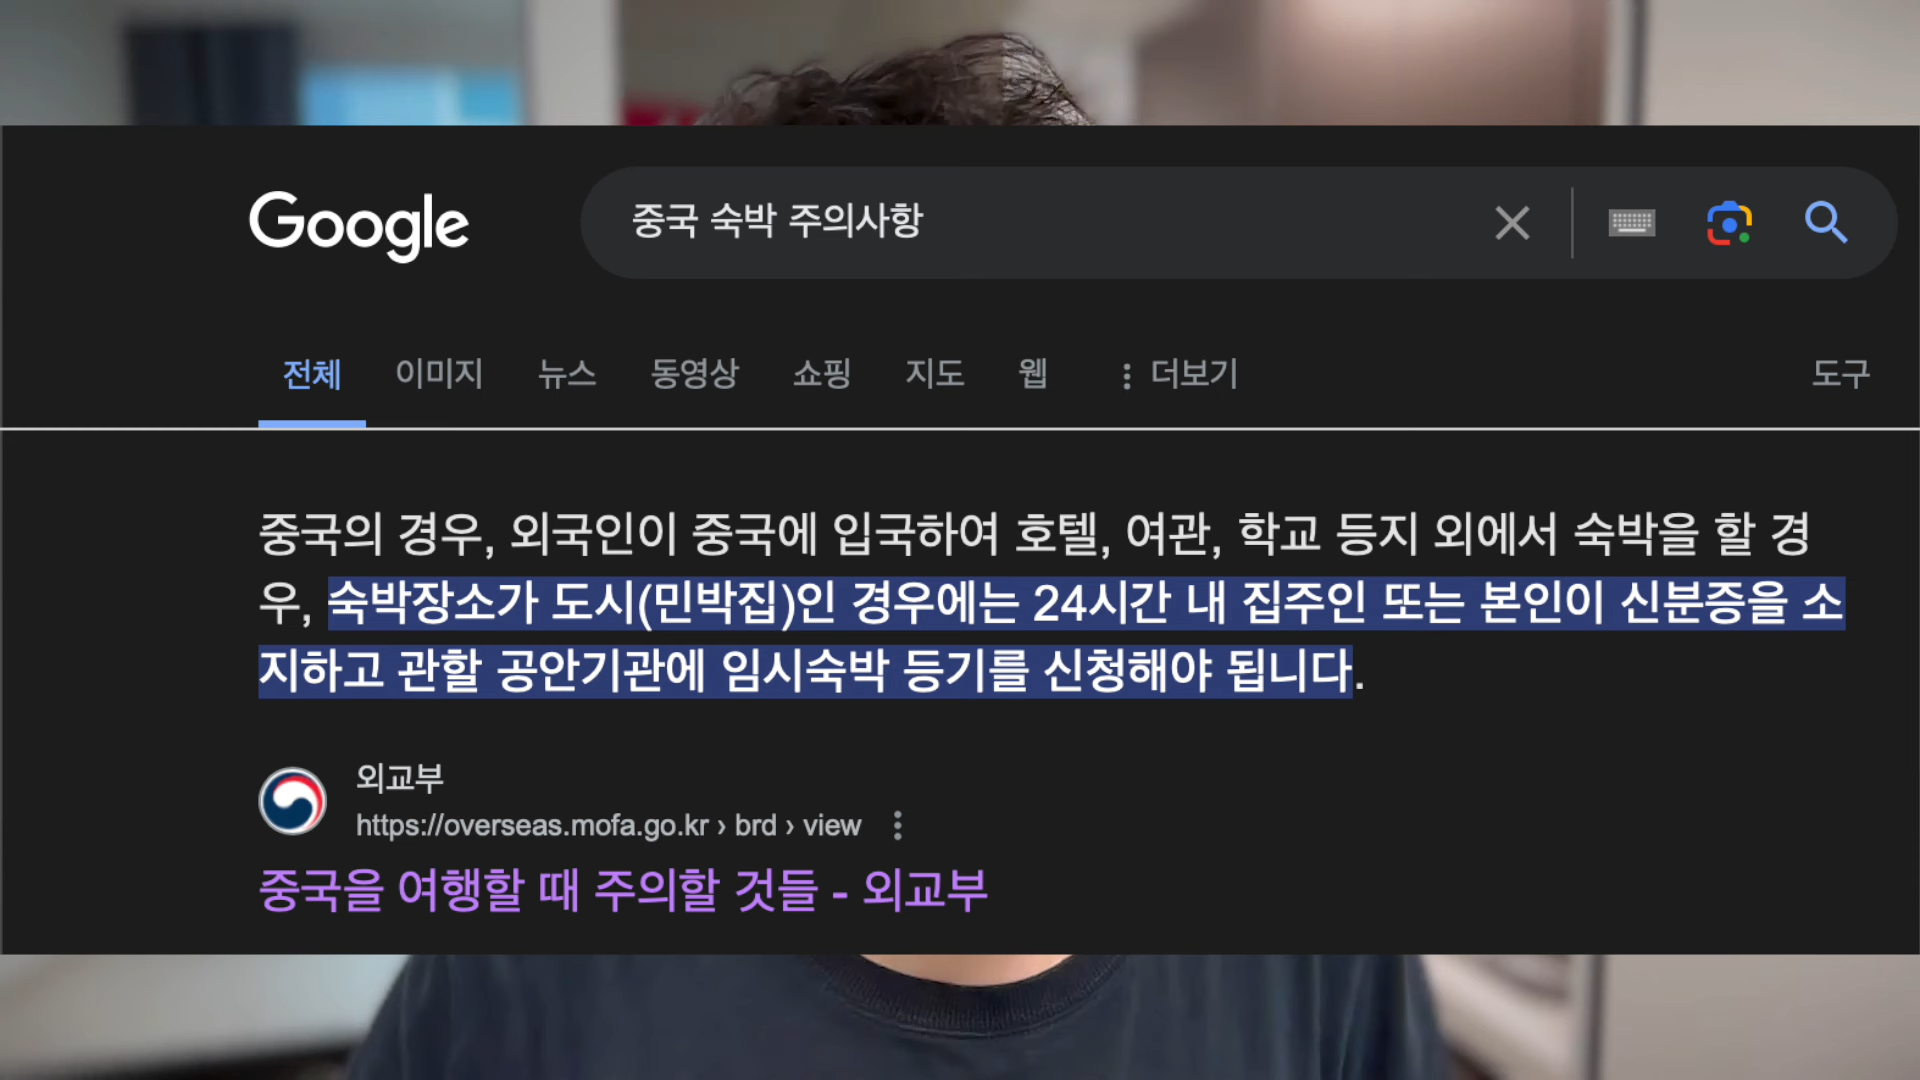 Google
중국 숙박 주의사항
전체 이미지 뉴스 동영상 쇼핑 지도 웹 더보기 도구
중국의 경우, 외국인이 중국에 입국하여 호텔, 여관, 학교 등지 외에서 숙박을 할 경
우, 숙박장소가 도시(민박집)인 경우에는 24시간 내 집주인 또는 본인이 신분증을 소
지하고 관할 공안기관에 임시숙박 등기를 신청해야 됩니다.
외교부
https://overseas.mofa.go.kr › brd › view
중국을 여행할 때 주의할 것들 - 외교부